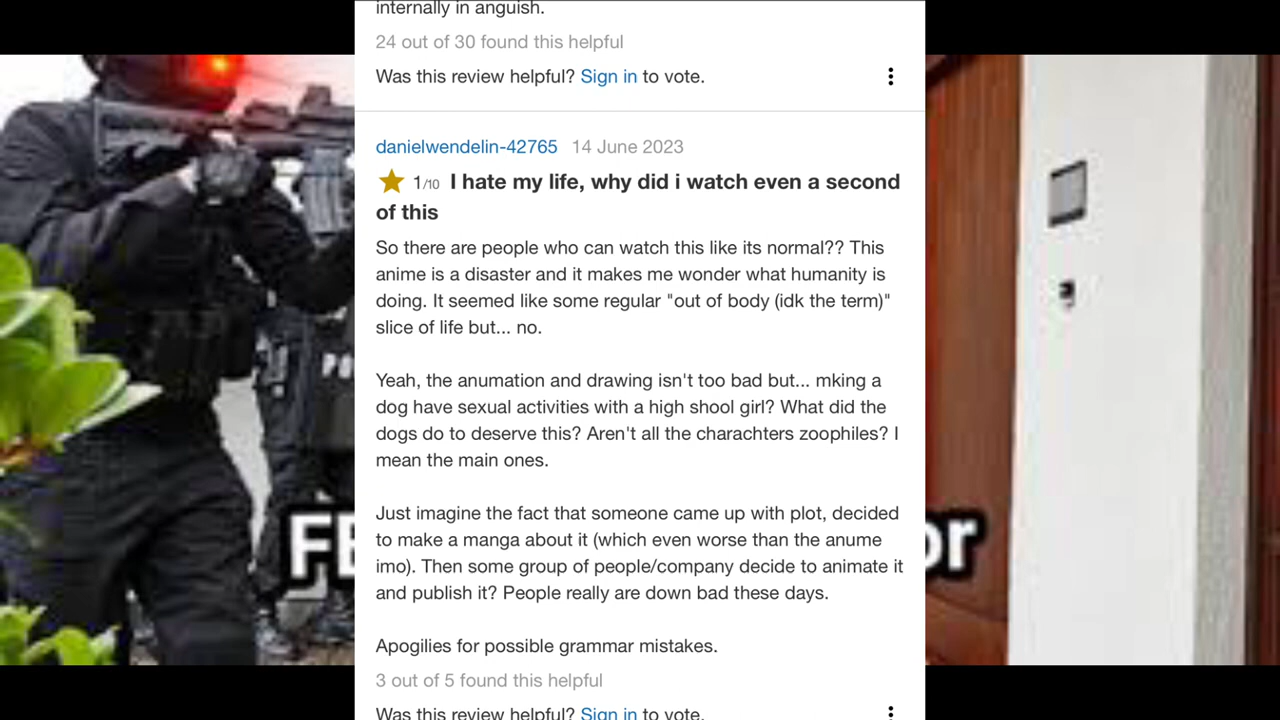 internally in anguish.
24 out of 30 found this helpful
Was this review helpful? Sign in to vote.
danielwendelin-42765 14 June 2023
1/10 I hate my life, why did i watch even a second
of this
So there are people who can watch this like its normal?? This
anime is a disaster and it makes me wonder what humanity is
doing. It seemed like some regular "out of body (idk the term)"
slice of life but... no.
Yeah, the anumation and drawing isn't too bad but... mking a
dog have sexual activities with a high shool girl? What did the
dogs do to deserve this? Aren't all the charachters zoophiles? I
mean the main ones.
Just imagine the fact that someone came up with plot, decided
to make a manga about it (which even worse than the anume
imo). Then some group of people/company decide to animate it
and publish it? People really are down bad these days.
Apogilies for possible grammar mistakes.
3 out of 5 found this helpful
Was this review helpful? Sign in to vote.